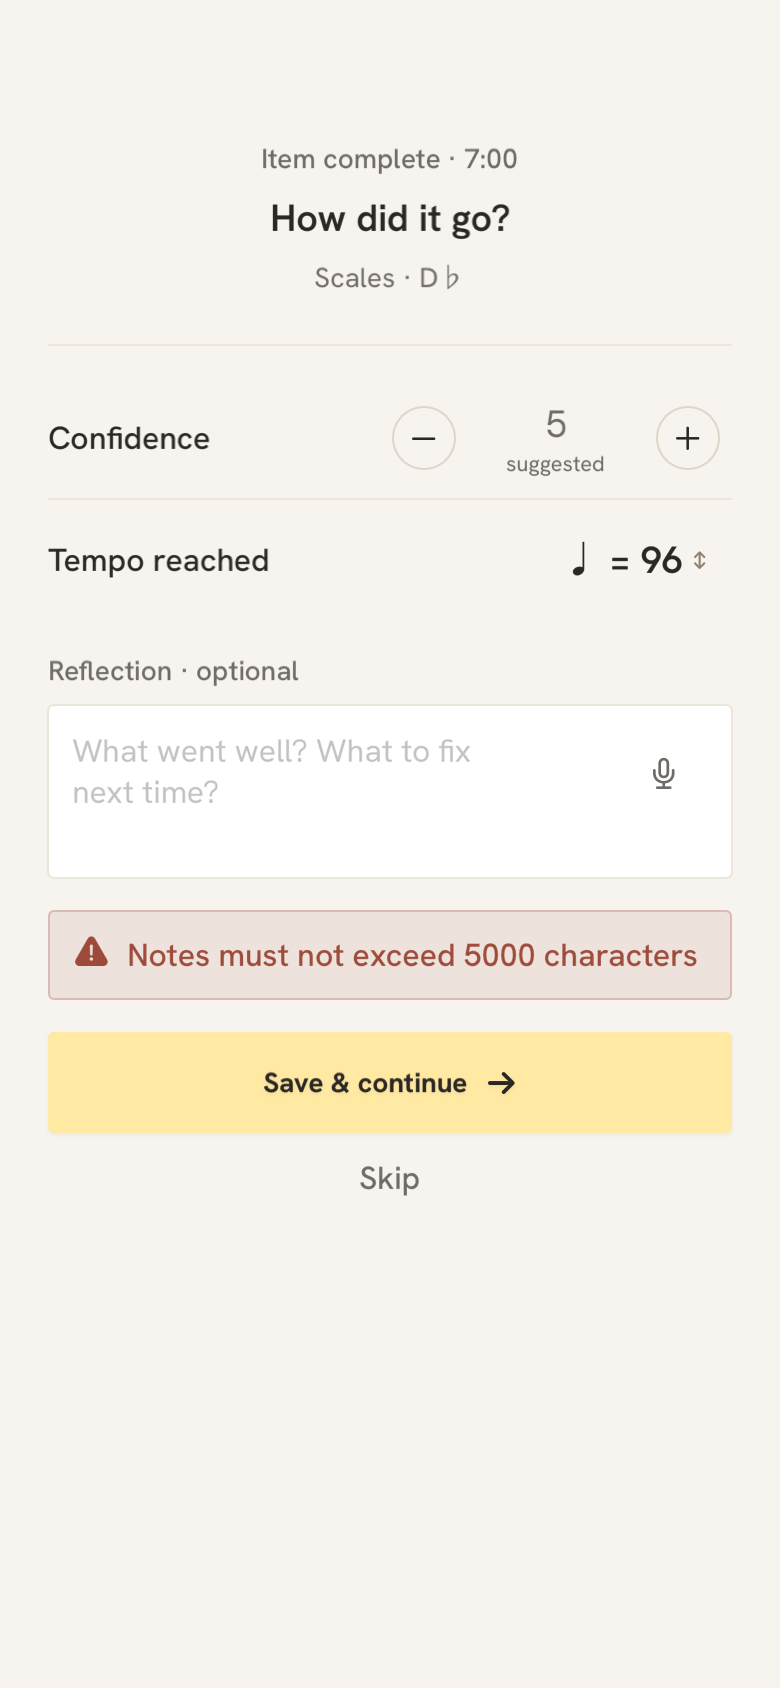 Item complete · 7:00
How did it go?
Scales · D♭
Confidence
5
suggested
Tempo reached
♩ = 96
Reflection · optional
What went well? What to fix
next time?
Notes must not exceed 5000 characters
Save & continue →
Skip